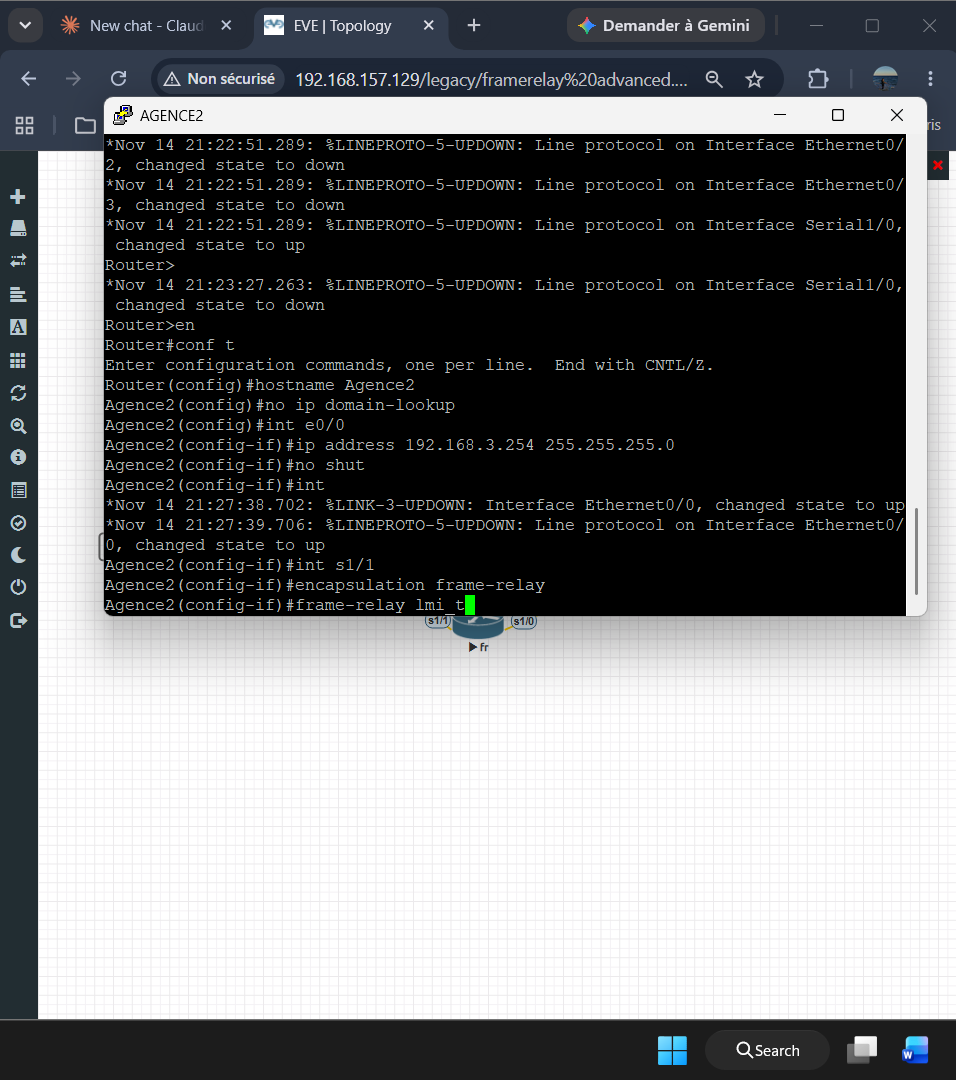 New chat - Claud
EVE | Topology
Demander à Gemini
Non sécurisé
192.168.157.129/legacy/framerelay%20advanced....
ris
AGENCE2
*Nov 14 21:22:51.289: %LINEPROTO-5-UPDOWN: Line protocol on Interface Ethernet0/
2, changed state to down
*Nov 14 21:22:51.289: %LINEPROTO-5-UPDOWN: Line protocol on Interface Ethernet0/
3, changed state to down
*Nov 14 21:22:51.289: %LINEPROTO-5-UPDOWN: Line protocol on Interface Serial1/0,
 changed state to up
Router>
*Nov 14 21:23:27.263: %LINEPROTO-5-UPDOWN: Line protocol on Interface Serial1/0,
 changed state to down
Router>en
Router#conf t
Enter configuration commands, one per line.  End with CNTL/Z.
Router(config)#hostname Agence2
Agence2(config)#no ip domain-lookup
Agence2(config)#int e0/0
Agence2(config-if)#ip address 192.168.3.254 255.255.255.0
Agence2(config-if)#no shut
Agence2(config-if)#int
*Nov 14 21:27:38.702: %LINK-3-UPDOWN: Interface Ethernet0/0, changed state to up
*Nov 14 21:27:39.706: %LINEPROTO-5-UPDOWN: Line protocol on Interface Ethernet0/
0, changed state to up
Agence2(config-if)#int s1/1
Agence2(config-if)#encapsulation frame-relay
Agence2(config-if)#frame-relay lmi_t
s1/1
s1/0
fr
Search